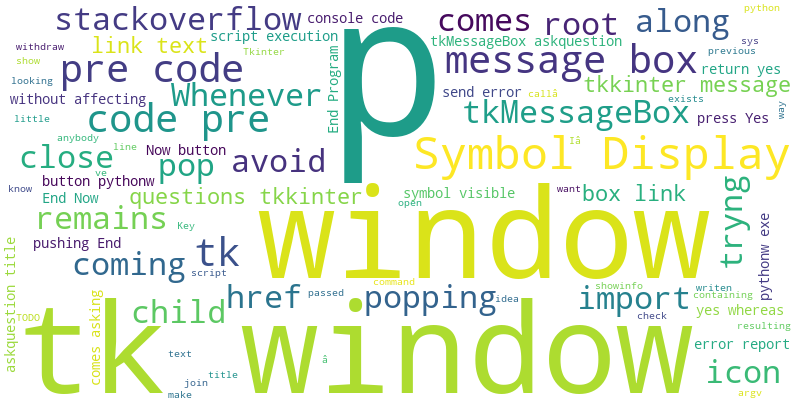 python
stackoverflow
console code
comes
root
along
withdraw
link text
script execution
Tkinter
tkMessageBox askquestion
sys
previous
show
pre code
p
message box
return yes
looking
End Program
without affecting
Whenever
send error
callâ
tkkinter message
exists
way
little
code pre
tkMessageBox
press Yes
anybody
line
Now button
Symbol Display
Iâ
close
ve
pop
avoid
know
button pythonw
End Now
questions tkkinter
symbol visible
want
box link
tryng
open
remains
Key
window
pushing End
tk
coming
script
pythonw exe
askquestion title
command
showinfo
href
passed
popping
idea
import
writen
containing
comes asking
child
check
yes whereas
TODO
resulting
tk window
error report
text
â
icon
join
title
make
argv